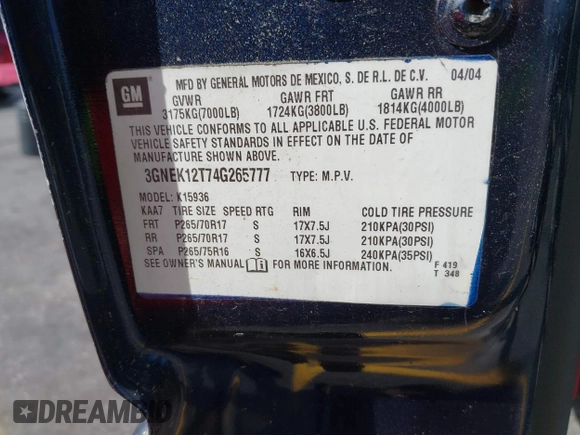 GM
MFD BY GENERAL MOTORS DE MEXICO, S. DE R.L. DE C.V. 04/04
GVWR GAWR FRT GAWR RR
3175KG(7000LB) 1724KG(3800LB) 1814KG(4000LB)
THIS VEHICLE CONFORMS TO ALL APPLICABLE U.S. FEDERAL MOTOR
VEHICLE SAFETY STANDARDS IN EFFECT ON THE DATE OF
MANUFACTURE SHOWN ABOVE.
3GNEK12T74G265777 TYPE: M.P.V.
MODEL: K15936
KAA7 TIRE SIZE SPEED RTG RIM COLD TIRE PRESSURE
FRT P265/70R17 S 17X7.5J 210KPA(30PSI)
RR P265/70R17 S 17X7.5J 210KPA(30PSI)
SPA P265/75R16 S 16X6.5J 240KPA(35PSI)
SEE OWNER'S MANUAL FOR MORE INFORMATION.
F 419
T 348
DREAMBID